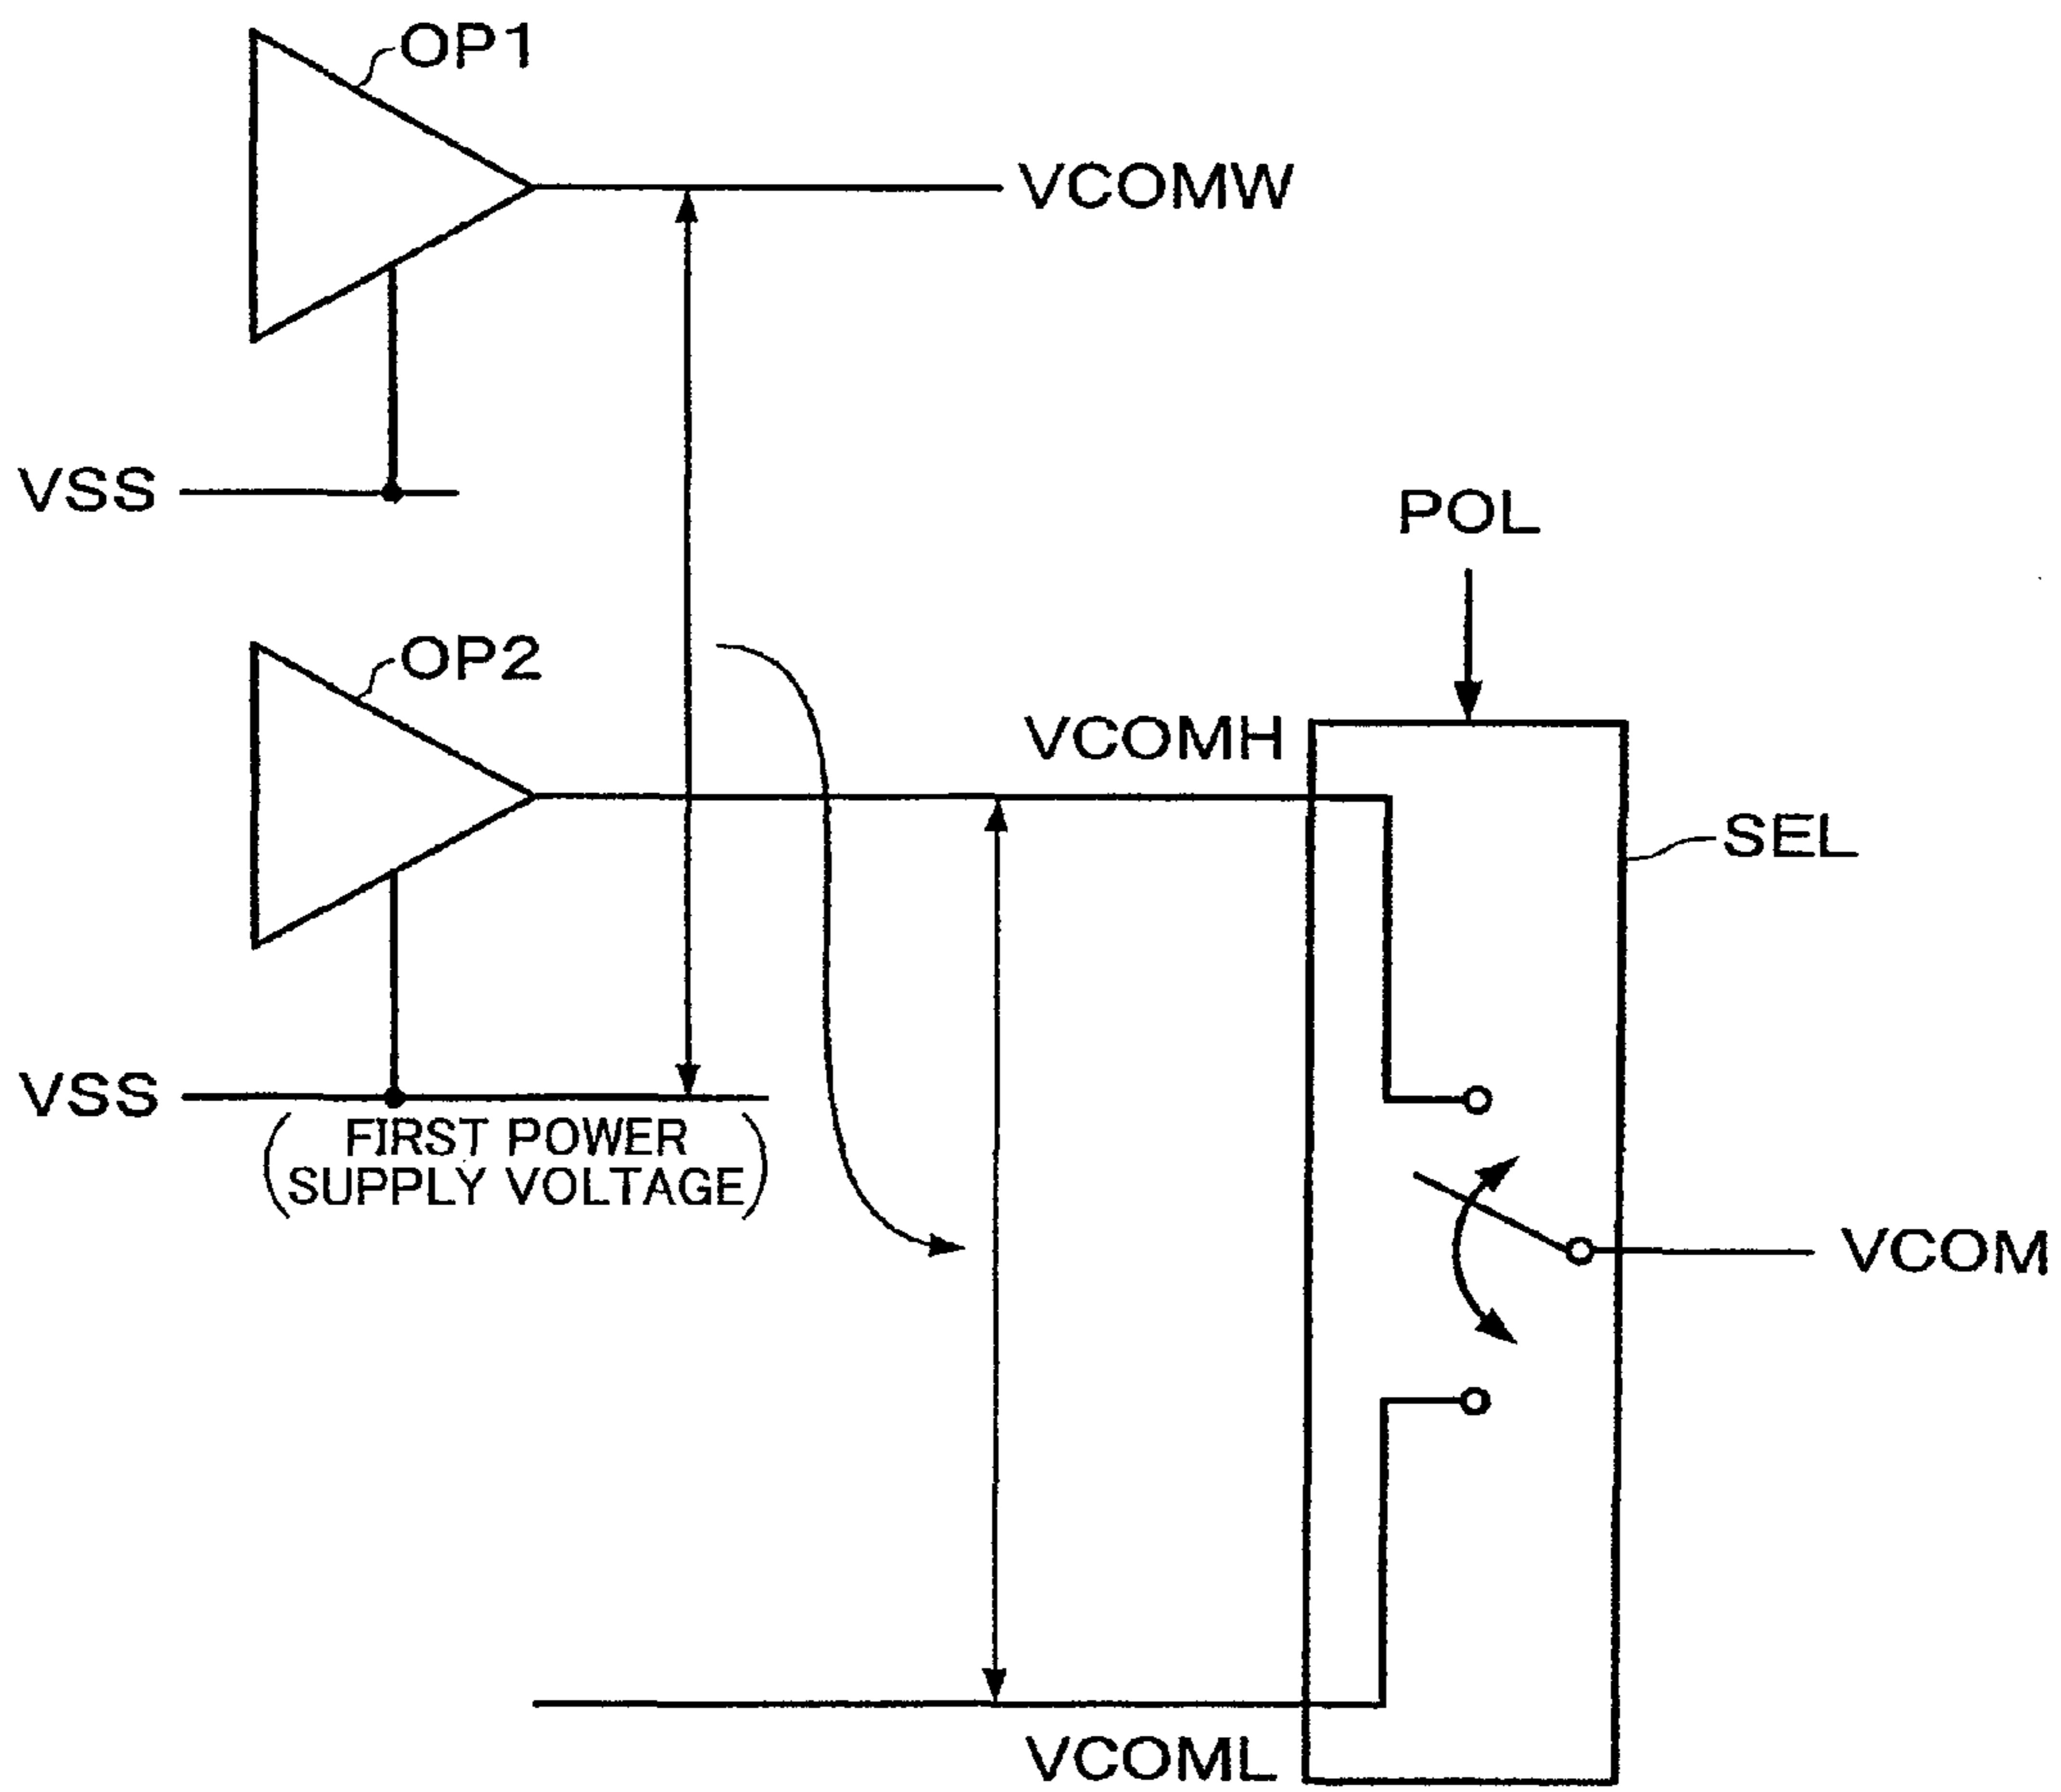 OP1
VCOMW
VSS
POL
OP2
VCOMH
SEL
VSS
(FIRST POWER
SUPPLY VOLTAGE)
VCOM
VCOML